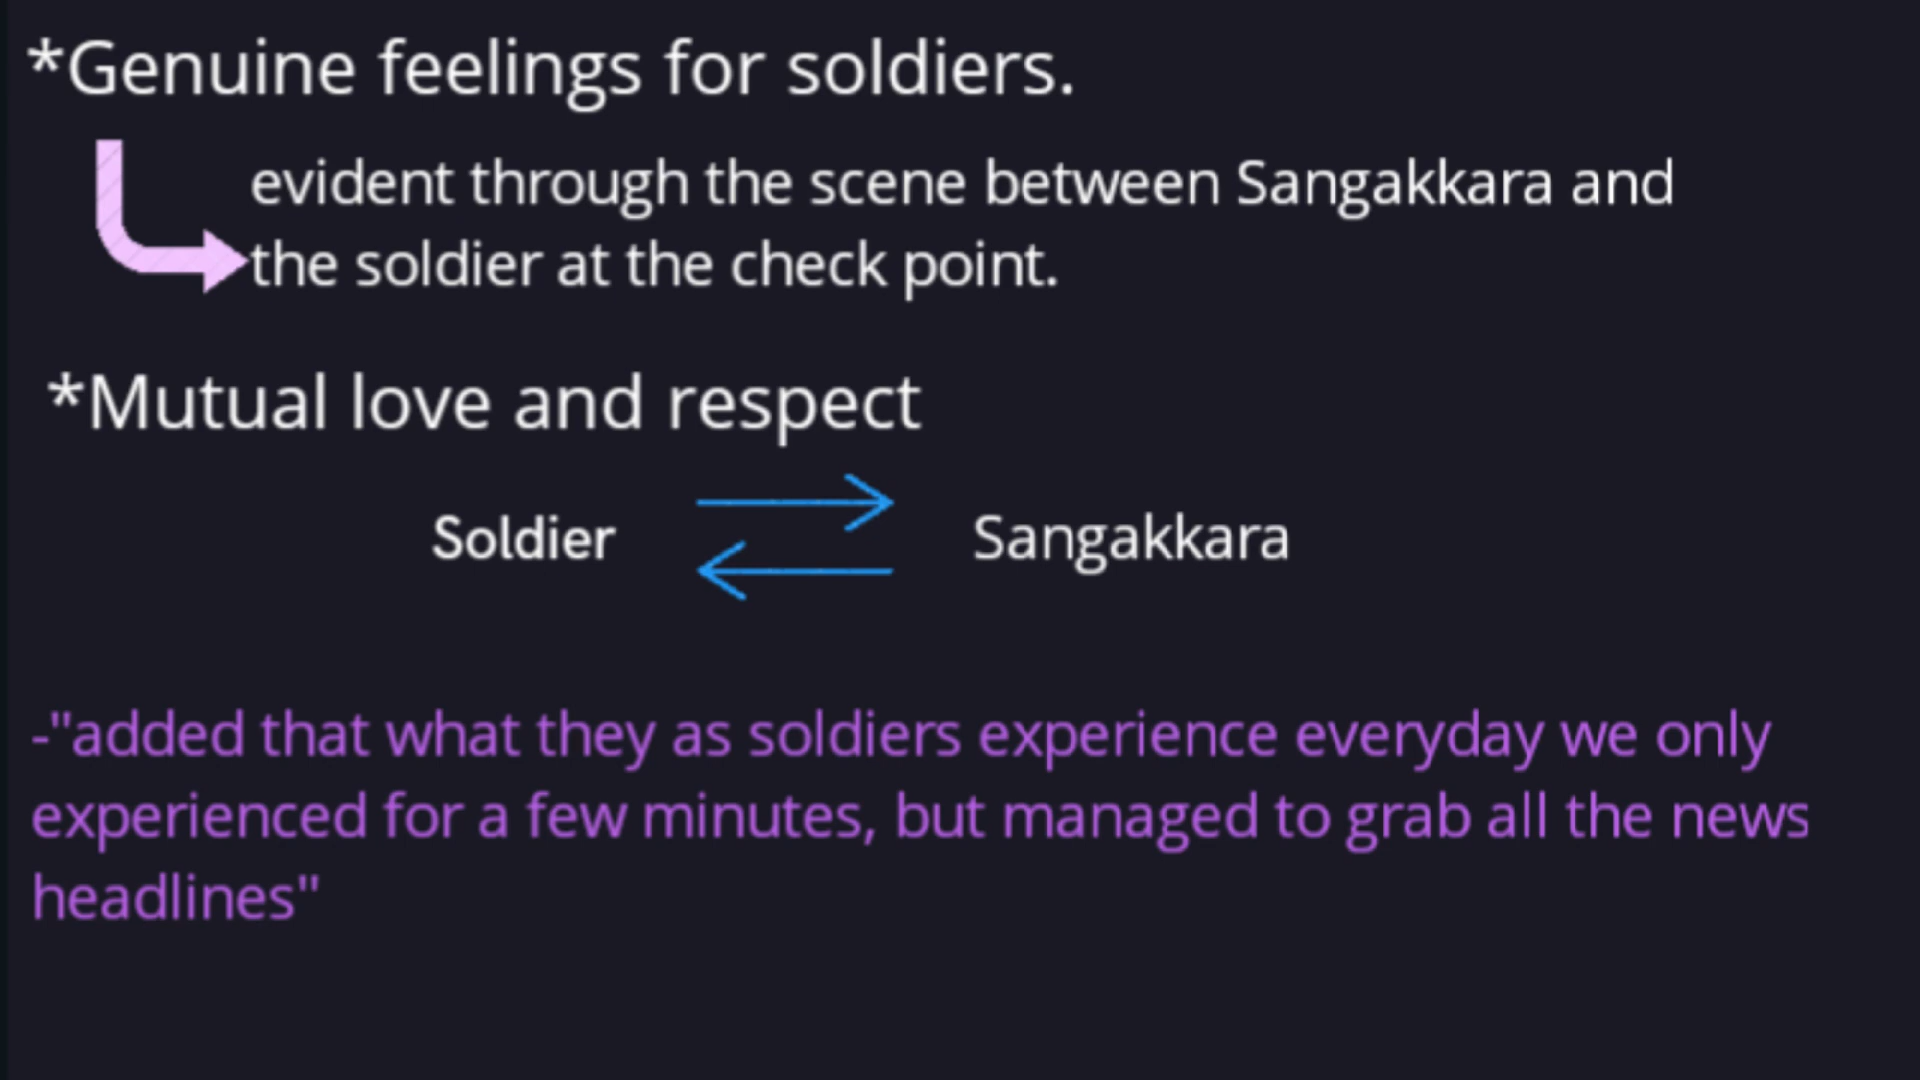 *Genuine feelings for soldiers.
evident through the scene between Sangakkara and
the soldier at the check point.
*Mutual love and respect
Soldier Sangakkara
-"added that what they as soldiers experience everyday we only
experienced for a few minutes, but managed to grab all the news
headlines"